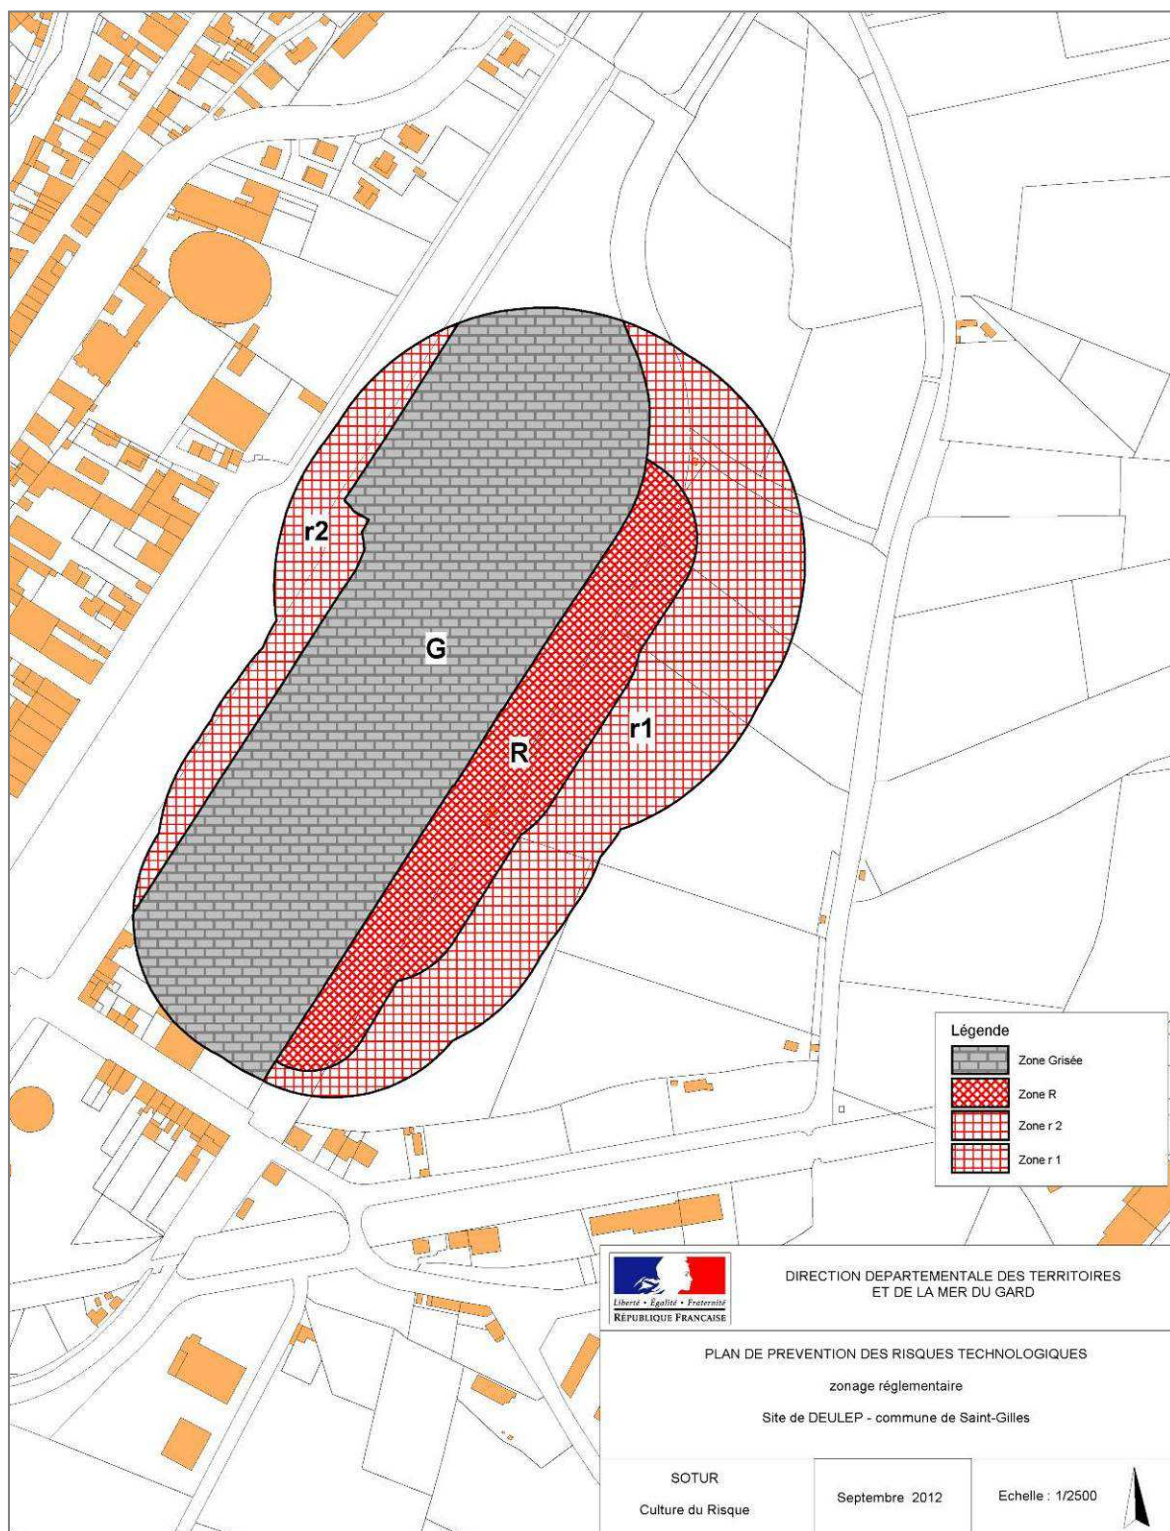 r2
G
r1
R
Légende
Zone Grisée
Zone R
Zone r 2
Zone r 1
Liberté • Égalité • Fraternité
RÉPUBLIQUE FRANÇAISE
DIRECTION DEPARTEMENTALE DES TERRITOIRES
ET DE LA MER DU GARD
PLAN DE PREVENTION DES RISQUES TECHNOLOGIQUES
zonage réglementaire
Site de DEULEP - commune de Saint-Gilles
SOTUR
Culture du Risque
Septembre 2012
Echelle : 1/2500